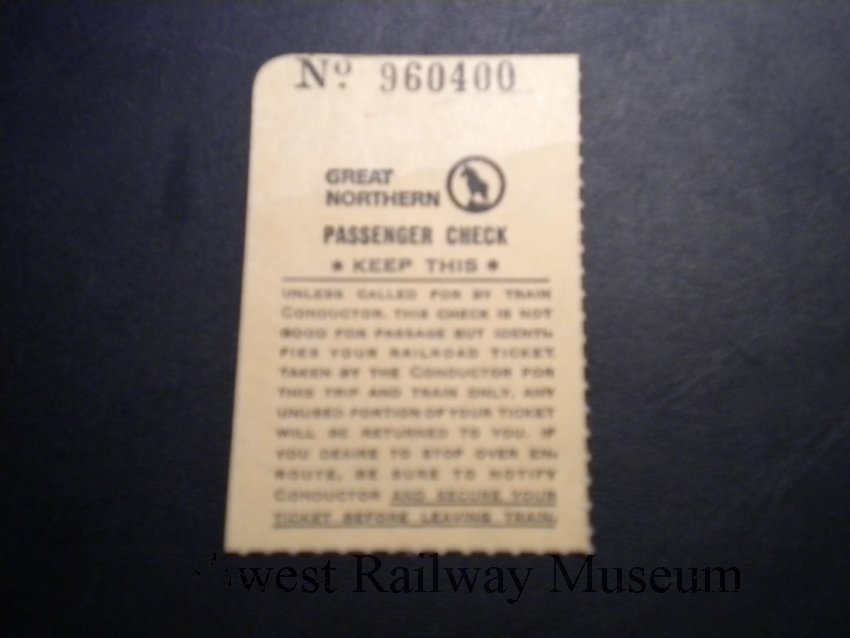 Nº 960400
GREAT
NORTHERN
PASSENGER CHECK
* KEEP THIS *
UNLESS CALLED FOR BY TRAIN
CONDUCTOR. THIS CHECK IS NOT
GOOD FOR PASSAGE BUT IDENTI-
FIES YOUR RAILROAD TICKET
TAKEN BY THE CONDUCTOR FOR
THIS TRIP AND TRAIN ONLY. ANY
UNUSED PORTION OF YOUR TICKET
WILL BE RETURNED TO YOU. IF
YOU DESIRE TO STOP OVER EN-
ROUTE, BE SURE TO NOTIFY
CONDUCTOR AND SECURE YOUR
TICKET BEFORE LEAVING TRAIN.
west Railway Museum